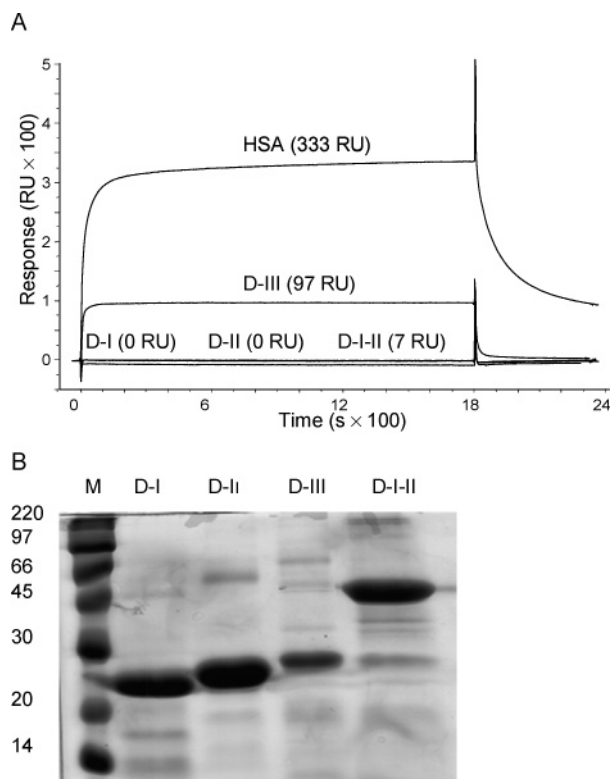 A
5
HSA (333 RU)
4
3
Response (RU × 100)
2
D-III (97 RU)
1
D-I (0 RU) D-II (0 RU) D-I-II (7 RU)
0
0 6 12 18 24
Time (s × 100)
B
M D-I D-II D-III D-I-II
220
97
66
45
30
20
14